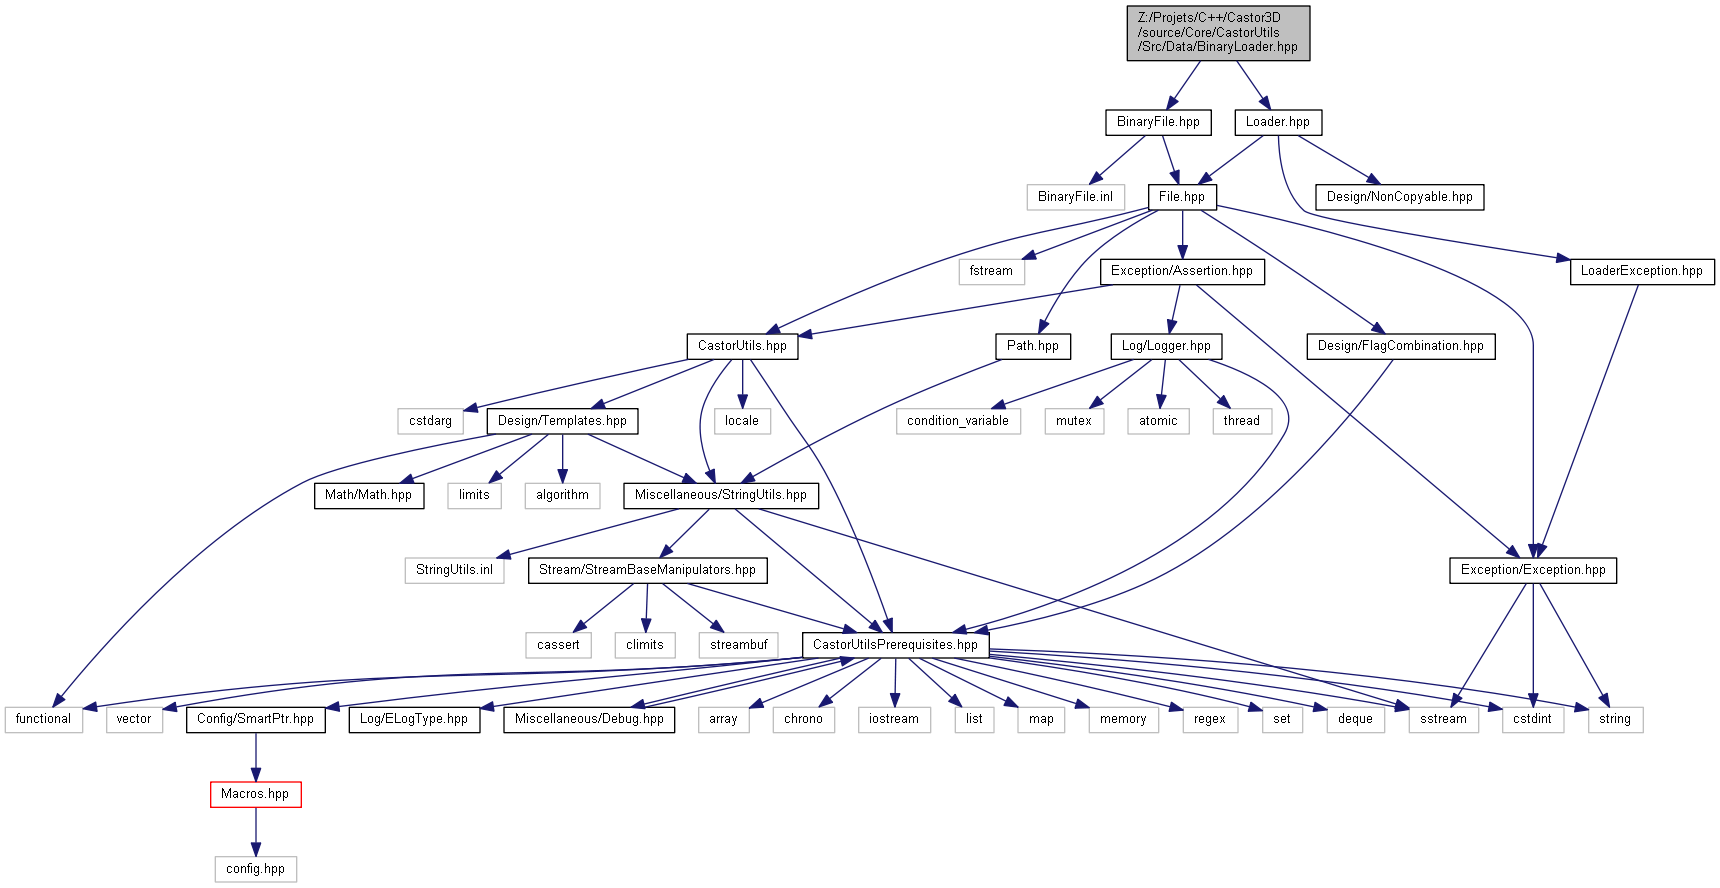 Z:/Projets/C++/Castor3D
/source/Core/CastorUtils
/Src/Data/BinaryLoader.hpp
BinaryFile.hpp
Loader.hpp
BinaryFile.inl
File.hpp
Design/NonCopyable.hpp
fstream
Exception/Assertion.hpp
LoaderException.hpp
CastorUtils.hpp
Path.hpp
Log/Logger.hpp
Design/FlagCombination.hpp
cstdarg
Design/Templates.hpp
locale
condition_variable
mutex
atomic
thread
Math/Math.hpp
limits
algorithm
Miscellaneous/StringUtils.hpp
StringUtils.inl
Stream/StreamBaseManipulators.hpp
Exception/Exception.hpp
cassert
climits
streambuf
CastorUtilsPrerequisites.hpp
functional
vector
Config/SmartPtr.hpp
Log/ELogType.hpp
Miscellaneous/Debug.hpp
array
chrono
iostream
list
map
memory
regex
set
deque
sstream
cstdint
string
Macros.hpp
config.hpp